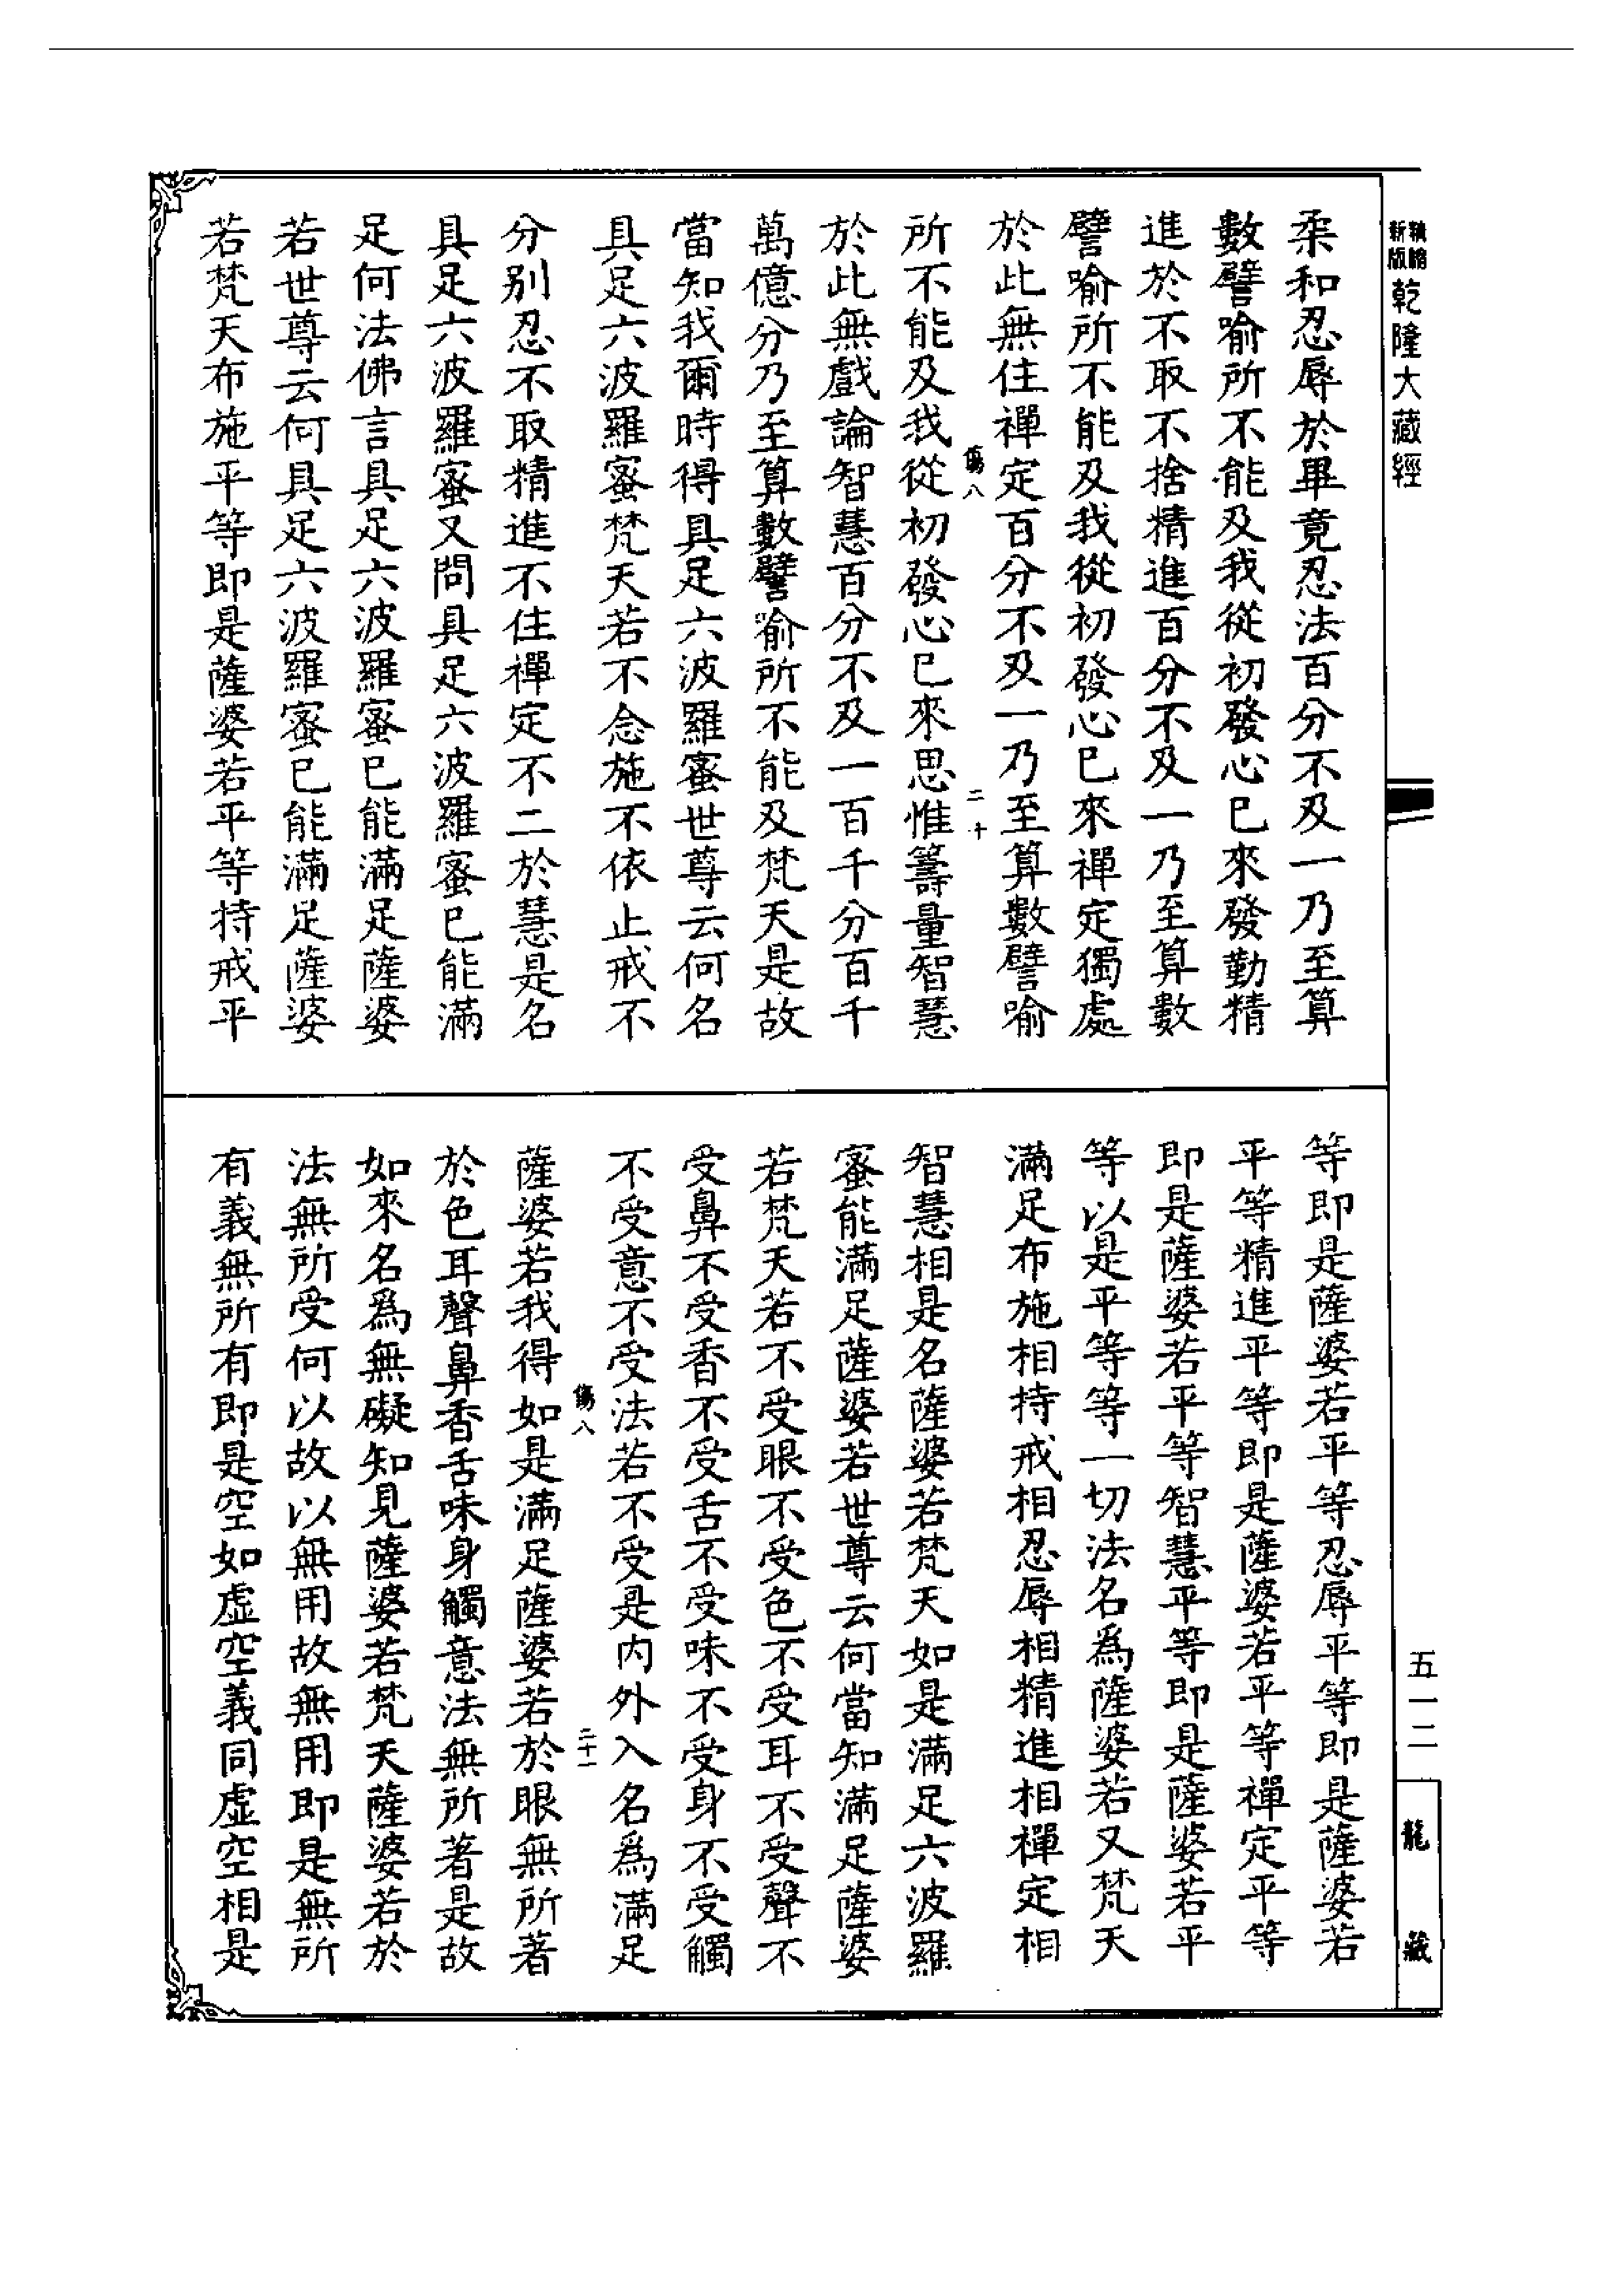 新版
乾隆大藏經
柔和忍辱於畢竟忍法百分不及一乃至算
數譬喻所不能及我從初發心已來發勤精
進於不取不捨精進百分不及一乃至算數
譬喻所不能及我從初發心已來禪定獨處
於此無住禪定百分不及一乃至算數譬喻
傷八
二十
所不能及我從初發心已來思惟籌量智慧
於此無戲論智慧百分不及一百千分百千
萬億分乃至算數譬喻所不能及梵天是故
當知我爾時得具足六波羅蜜世尊云何名
具足六波羅蜜梵天若不念施不依止戒不
分別忍不取精進不住禪定不二於慧是名
具足六波羅蜜又問具足六波羅蜜已能滿
足何法佛言具足六波羅蜜已能滿足薩婆
若世尊云何具足六波羅蜜已能滿足薩婆
若梵天布施平等即是薩婆若平等持戒平
等即是薩婆若平等忍辱平等即是薩婆若
平等精進平等即是薩婆若平等禪定平等
即是薩婆若平等智慧平等即是薩婆若平
等以是平等等一切法名為薩婆若又梵天
滿足布施相持戒相忍辱相精進相禪定相
智慧相是名薩婆若梵天如是滿足六波羅
蜜能滿足薩婆若世尊云何當知滿足薩婆
若梵天若不受眼不受色不受耳不受聲不
受鼻不受香不受舌不受味不受身不受觸
不受意不受法若不受是內外入名為滿足
傷八
二十一
薩婆若我得如是滿足薩婆若於眼無所著
於色耳聲鼻香舌味身觸意法無所著是故
如來名為無礙知見薩婆若梵天薩婆若於
法無所受何以故以無用故無用即是無所
有義無所有即是空如虛空義同虛空相是
五一二
龍藏